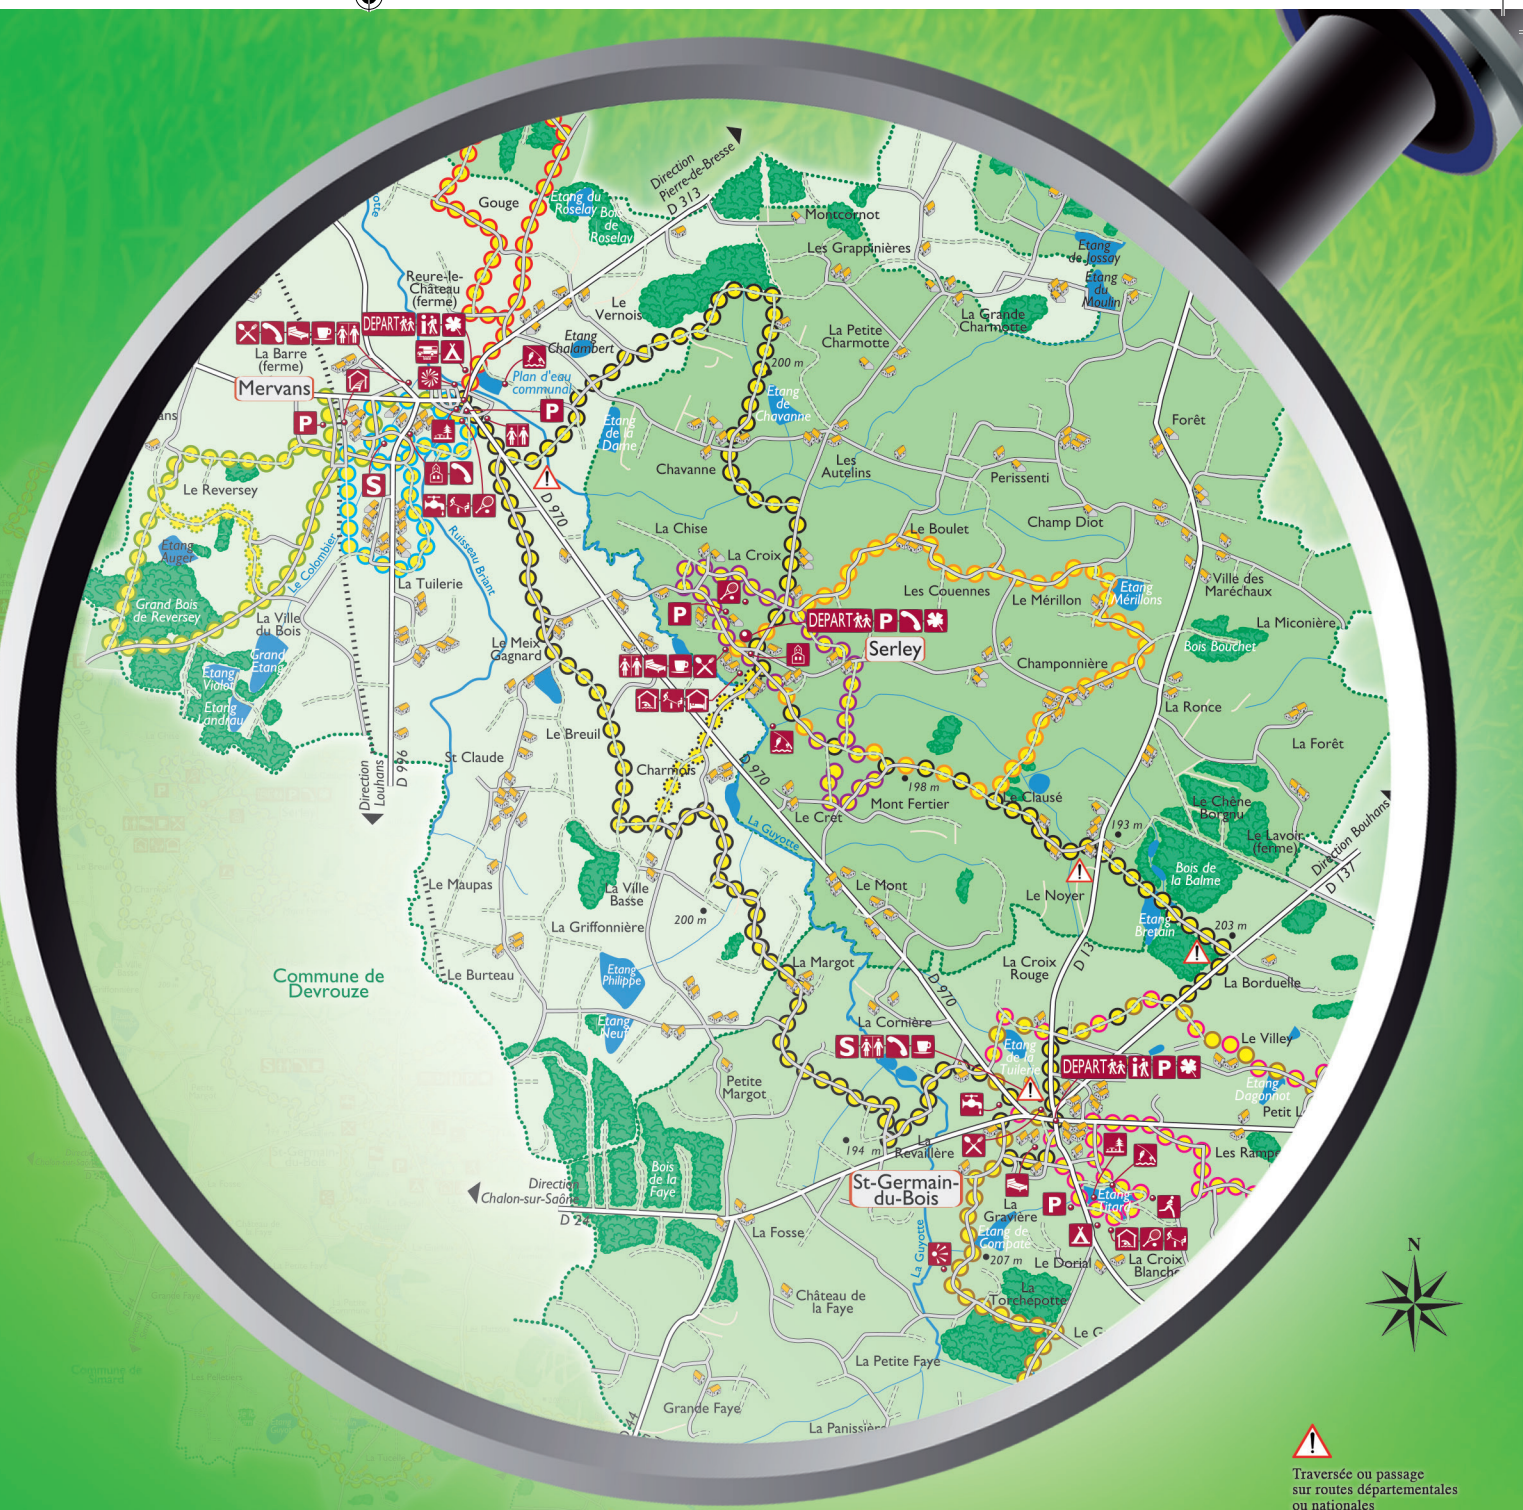 Direction
Pierre-de-Bresse
D 313
Gouge
Etang du
Roselay
Bois
de
Roselay
Montcornot
Les Grappinières
Etang
de Jossay
Etang
du
Moulin
Reure-le-
Château
(ferme)
Le
Vernois
La Grande
Charmotte
La Petite
Charmotte
DEPART
Etang
Chalambert
La Barre
(ferme)
200 m
Plan d'eau
communal
Mervans
P
P
Etang
de
Chavanne
Etang
de la
Dame
Forêt
Chavanne
Les
Autelins
Perissenti
Le Reversey
S
D 970
La Chise
Le Boulet
Champ Diot
Ruisseau Briant
Etang
Auger
Le Colombier
La Croix
La Tuilerie
Les Couennes
Le Mérillon
Etang
Mérillons
Ville des
Maréchaux
Grand Bois
de Reversey
La Ville
du Bois
P
DEPART P
Serley
La Miconière
Bois Bouchet
Le Meix
Gagnard
Grand
Etang
Etang
Violot
Etang
Landrau
Champonnière
La Ronce
Le Breuil
St Claude
La Forêt
Charmois
D 970
Direction
Louhans
D 996
198 m
Mont Fertier
Le Clausé
Le Chêne
Borgnu
Le Cret
La Guyotte
193 m
Le Lavoir
(ferme)
Direction Bouhans
D 137
Le Maupas
La Ville
Basse
Le Mont
Bois de
la Balme
Le Noyer
200 m
La Griffonnière
Etang
Bretain
203 m
Commune de
Devrouze
Le Burteau
Etang
Philippe
La Margot
La Croix
Rouge
D 13
D 970
La Borduelle
Etang
Neuf
La Cornière
S
Etang
de la
Tuilerie
Le Villey
DEPART P
Petite
Margot
Etang
Dagonnot
Petit L
194 m
La
Revaillère
Les Rampe
Bois
de la
Faye
St-Germain-
du-Bois
Direction
Chalon-sur-Saône
D 24
P
Etang
Titard
La
Gravière
La Fosse
Etang de
Combate
La Guyotte
207 m
Le Dorial
La Croix
Blanche
Château de
la Faye
La
Torchepotte
Le G
La Petite Faye
Grande Faye
La Panissière
N
Traversée ou passage
sur routes départementales
ou nationales